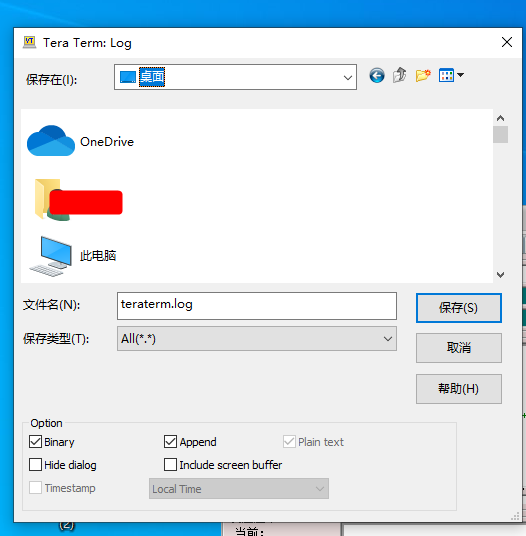 VT
Tera Term: Log
保存在(I):
桌面
OneDrive
此电脑
文件名(N):
teraterm.log
保存(S)
保存类型(T):
All(*.*)
取消
帮助(H)
Option
Binary
Append
Plain text
Hide dialog
Include screen buffer
Timestamp
Local Time
(2)
当前: